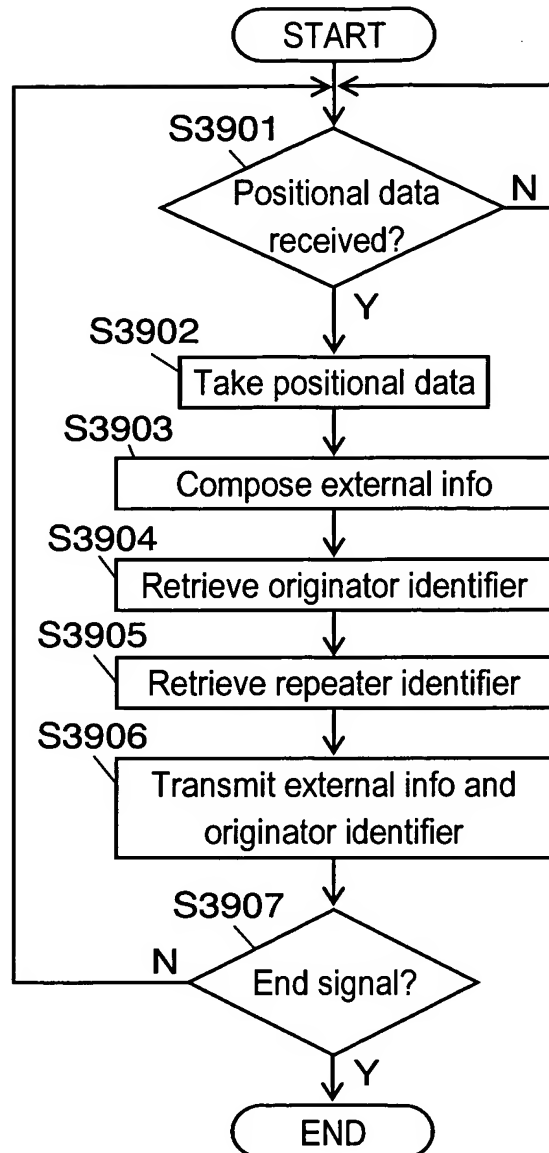 START
S3901
Positional data
received?
N
Y
S3902
Take positional data
S3903
Compose external info
S3904
Retrieve originator identifier
S3905
Retrieve repeater identifier
S3906
Transmit external info and
originator identifier
S3907
N
End signal?
Y
END